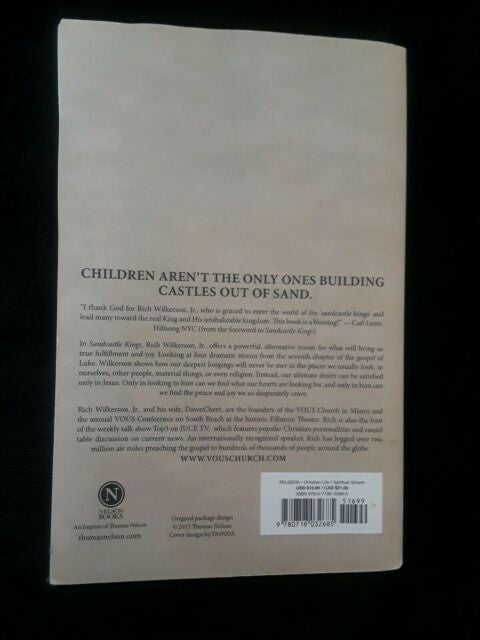 CHILDREN AREN'T THE ONLY ONES BUILDING
CASTLES OUT OF SAND.
"I thank God for Rich Wilkerson, Jr., who is graced to enter the world of the 'sandcastle kings' and
lead many toward the real King and His unshakeable kingdom. This book is a blessing!" — Carl Lentz,
Hillsong NYC (from the foreword to Sandcastle Kings)
In Sandcastle Kings, Rich Wilkerson, Jr., offers a powerful, alternative vision for what will bring us
true fulfillment and joy. Looking at four dramatic stories from the seventh chapter of the gospel of
Luke, Wilkerson shows how our deepest longings will never be met in the places we usually look: in
ourselves, other people, material things, or even religion. Instead, our ultimate desire can be satisfied
only in Jesus. Only in looking to him can we find what our hearts are looking for, and only in him can
we find the peace and joy we so desperately crave.
Rich Wilkerson, Jr., and his wife, DawnCheré, are the founders of the VOUS Church in Miami and
the annual VOUS Conference on South Beach at the historic Fillmore Theater. Rich is also the host
of the weekly talk show Top3 on JUCE TV, which features popular Christian personalities and round
table discussion on current news. An internationally recognized speaker, Rich has logged over two
million air miles preaching the gospel to hundreds of thousands of people around the globe.
WWW.VOUSCHURCH.COM
RELIGION / Christian Life / Spiritual Growth
USD $16.99 / CAD $21.00
ISBN 978-0-7180-3268-5
51699
9 780718 032685
NELSON
BOOKS
An Imprint of Thomas Nelson
thomasnelson.com
Original package design
©2015 Thomas Nelson
Cover design by DONDA